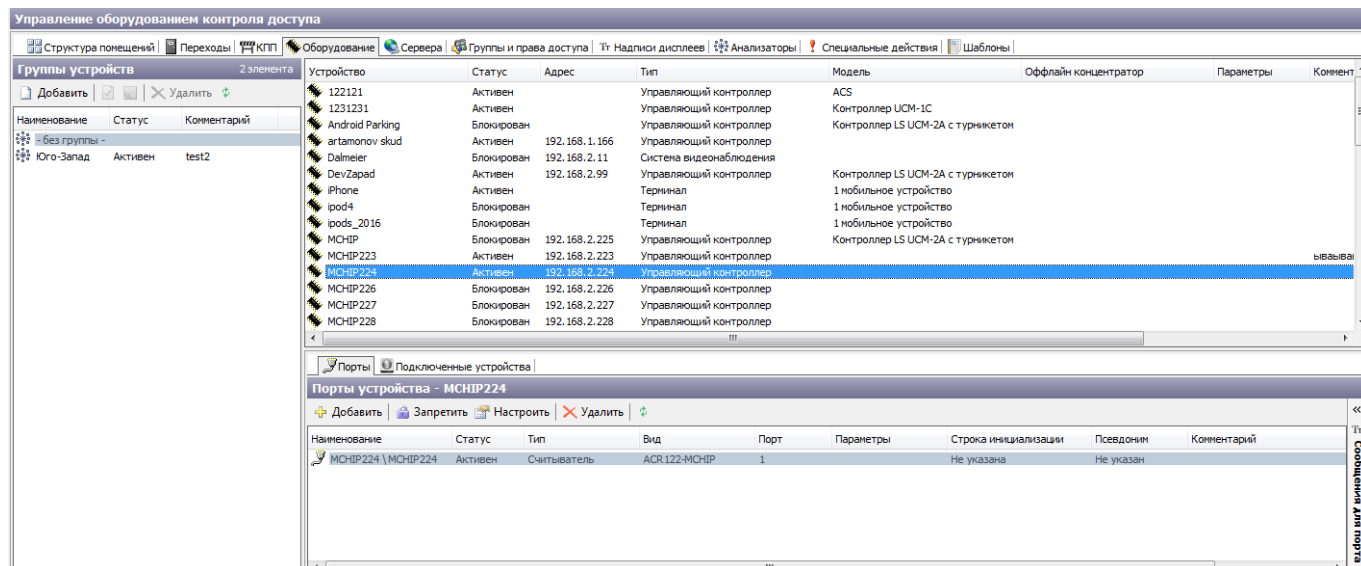 Управление оборудованием контроля доступа
Структура помещений Переходы КПП Оборудование Сервера Группы и права доступа Тт Надписи дисплеев Анализаторы Специальные действия Шаблоны
Группы устройств 2 элемента
Добавить Удалить
Наименование Статус Комментарий
- без группы -
Юго-Запад Активен test2
Устройство Статус Адрес Тип Модель Оффлайн концентратор Параметры Коммент
122121 Активен Управляющий контроллер ACS
1231231 Активен Управляющий контроллер Контроллер UCM-1C
Android Parking Блокирован Управляющий контроллер Контроллер LS UCM-2A с турникетом
artamonov skud Активен 192.168.1.166 Управляющий контроллер
Dalmeier Блокирован 192.168.2.11 Система видеонаблюдения
DevZapad Активен 192.168.2.99 Управляющий контроллер Контроллер LS UCM-2A с турникетом
iPhone Активен Терминал 1 мобильное устройство
ipod4 Блокирован Терминал 1 мобильное устройство
ipods_2016 Блокирован Терминал 1 мобильное устройство
MCHIP Блокирован 192.168.2.225 Управляющий контроллер Контроллер LS UCM-2A с турникетом
MCHIP223 Активен 192.168.2.223 Управляющий контроллер ываыва
MCHIP224 Активен 192.168.2.224 Управляющий контроллер
MCHIP226 Блокирован 192.168.2.226 Управляющий контроллер
MCHIP227 Блокирован 192.168.2.227 Управляющий контроллер
MCHIP228 Блокирован 192.168.2.228 Управляющий контроллер
Порты Подключенные устройства
Порты устройства - MCHIP224
Добавить Запретить Настроить Удалить
Наименование Статус Тип Вид Порт Параметры Строка инициализации Псевдоним Комментарий
MCHIP224 \ MCHIP224 Активен Считыватель ACR122-MCHIP 1 Не указана Не указан
Тт Сообщения для порта